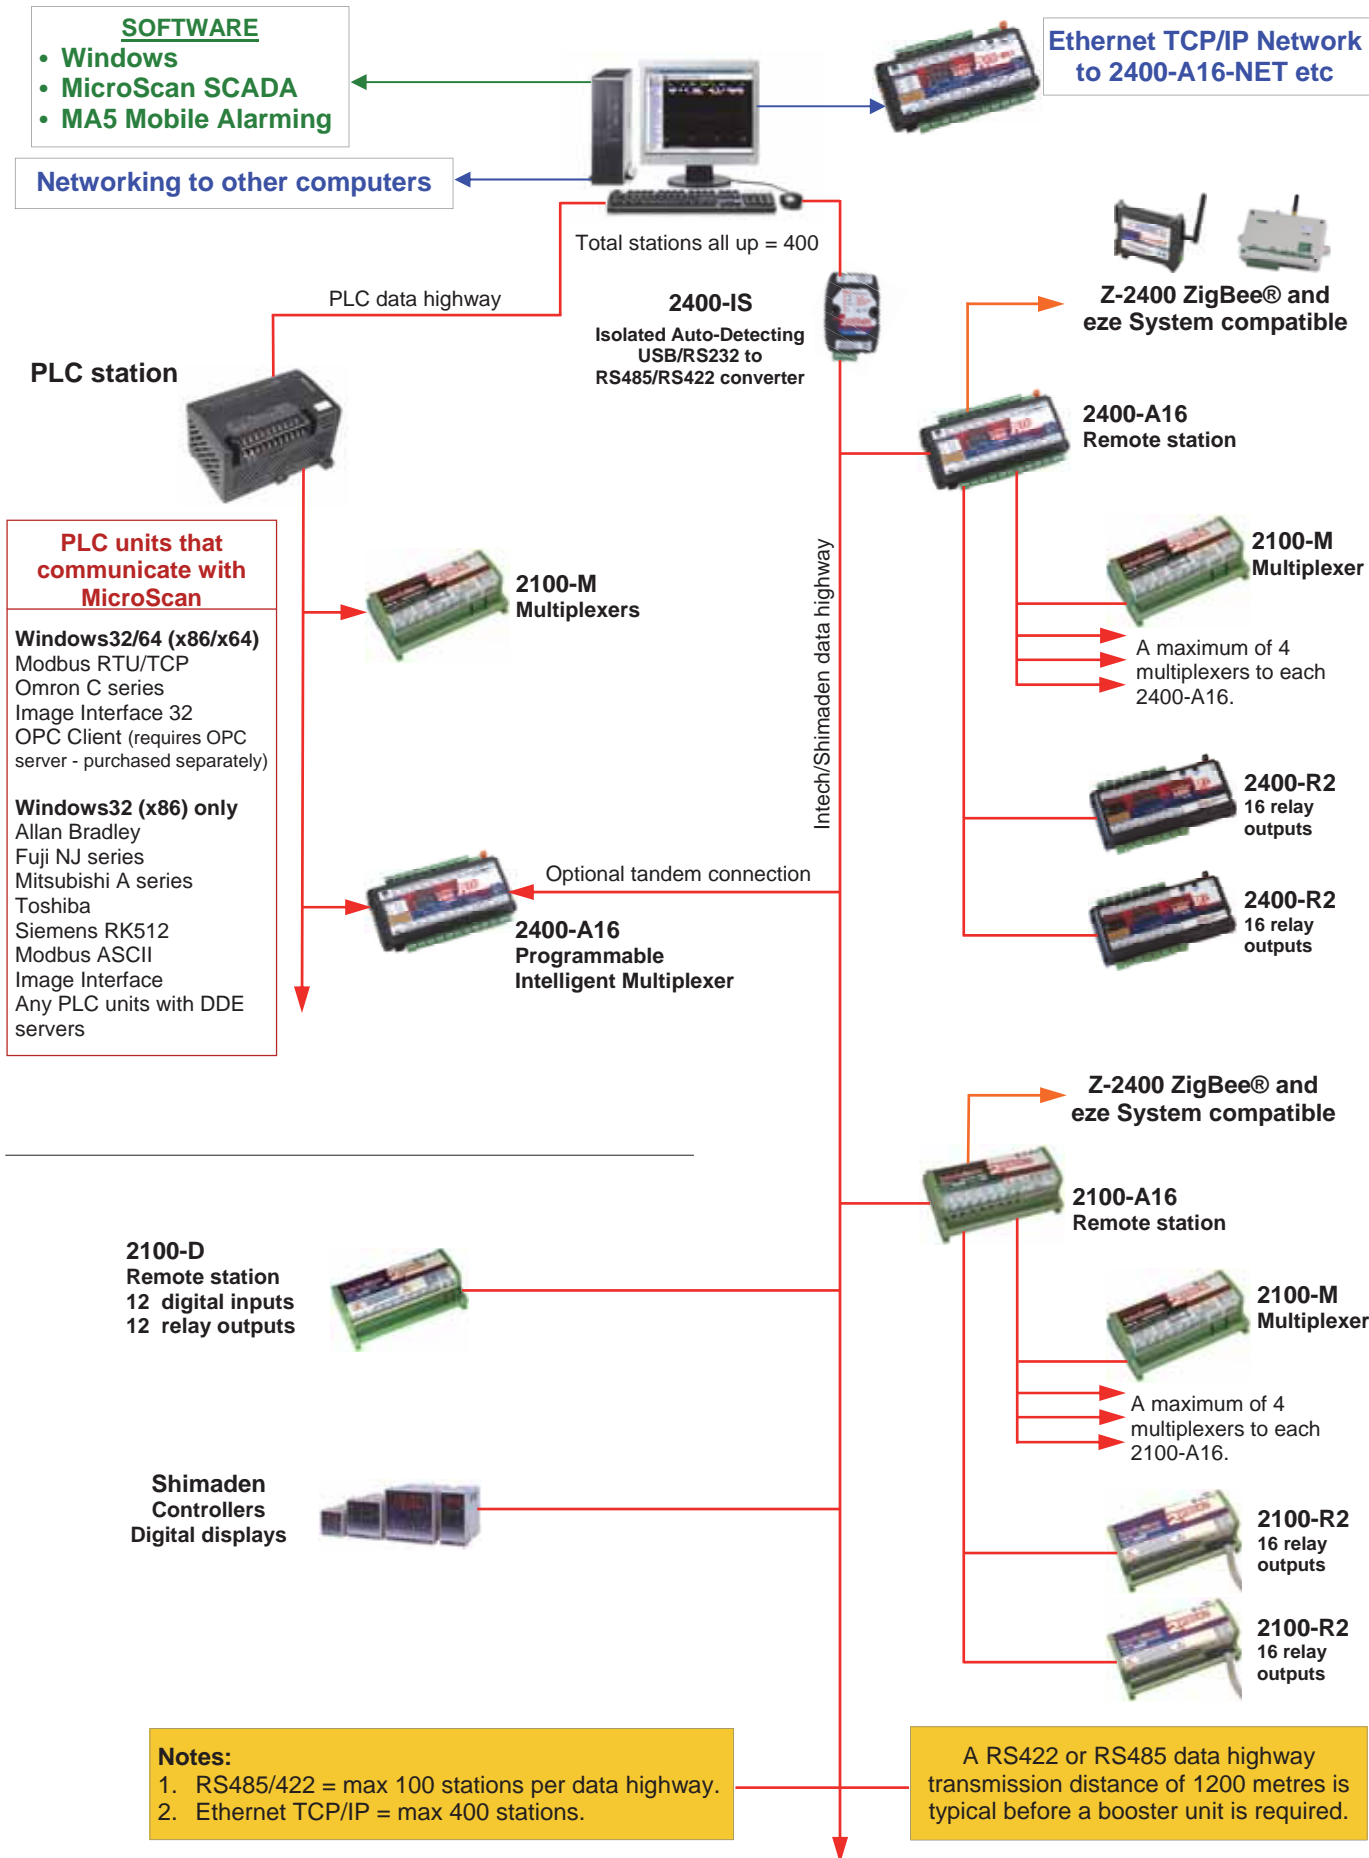 SOFTWARE
• Windows
• MicroScan SCADA
• MA5 Mobile Alarming
Ethernet TCP/IP Network
to 2400-A16-NET etc
Networking to other computers
Total stations all up = 400
PLC data highway
2400-IS
Isolated Auto-Detecting
USB/RS232 to
RS485/RS422 converter
Z-2400 ZigBee® and
eze System compatible
PLC station
2400-A16
Remote station
PLC units that
communicate with
MicroScan
Windows32/64 (x86/x64)
Modbus RTU/TCP
Omron C series
Image Interface 32
OPC Client (requires OPC
server - purchased separately)
Windows32 (x86) only
Allan Bradley
Fuji NJ series
Mitsubishi A series
Toshiba
Siemens RK512
Modbus ASCII
Image Interface
Any PLC units with DDE
servers
2100-M
Multiplexers
Intech/Shimaden data highway
2100-M
Multiplexer
A maximum of 4
multiplexers to each
2400-A16.
2400-R2
16 relay
outputs
Optional tandem connection
2400-A16
Programmable
Intelligent Multiplexer
2400-R2
16 relay
outputs
Z-2400 ZigBee® and
eze System compatible
2100-A16
Remote station
2100-D
Remote station
12 digital inputs
12 relay outputs
2100-M
Multiplexer
A maximum of 4
multiplexers to each
2100-A16.
Shimaden
Controllers
Digital displays
2100-R2
16 relay
outputs
2100-R2
16 relay
outputs
Notes:
1. RS485/422 = max 100 stations per data highway.
2. Ethernet TCP/IP = max 400 stations.
A RS422 or RS485 data highway
transmission distance of 1200 metres is
typical before a booster unit is required.